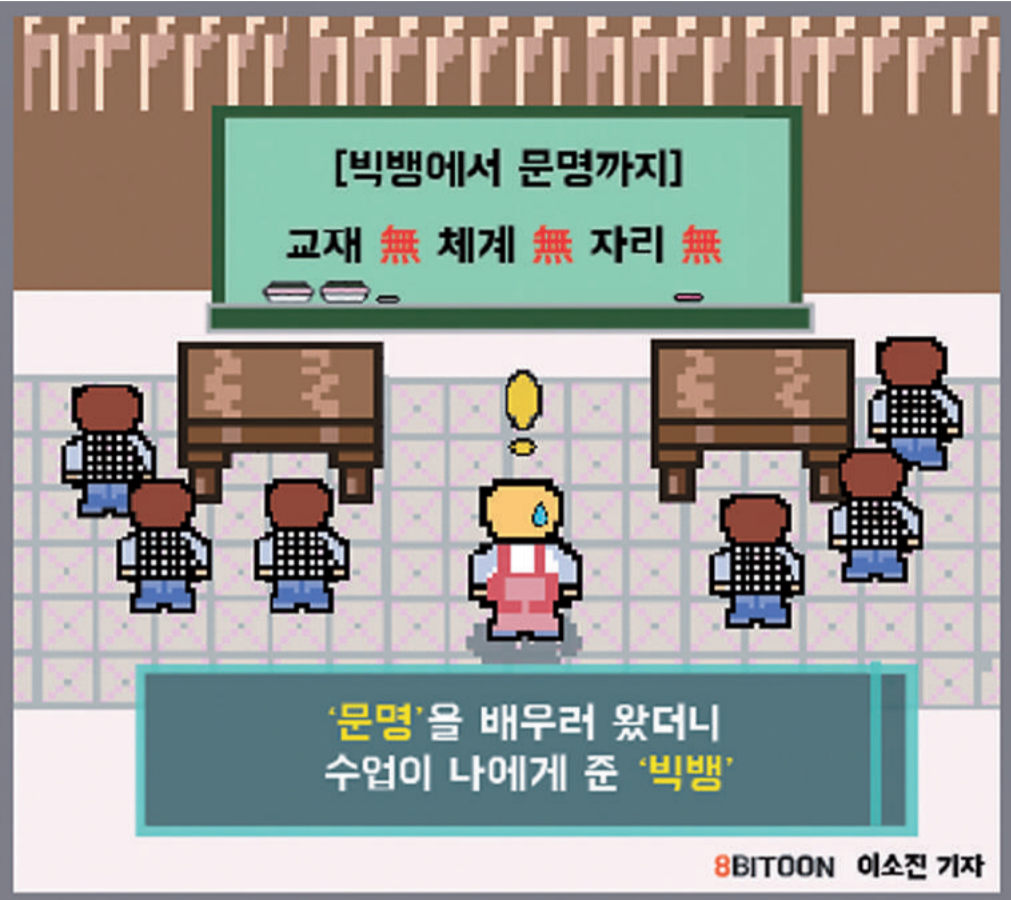 [빅뱅에서 문명까지]
교재 無 체계 無 자리 無
‘문명’을 배우러 왔더니
수업이 나에게 준 ‘빅뱅’
8BITOON 이소진 기자